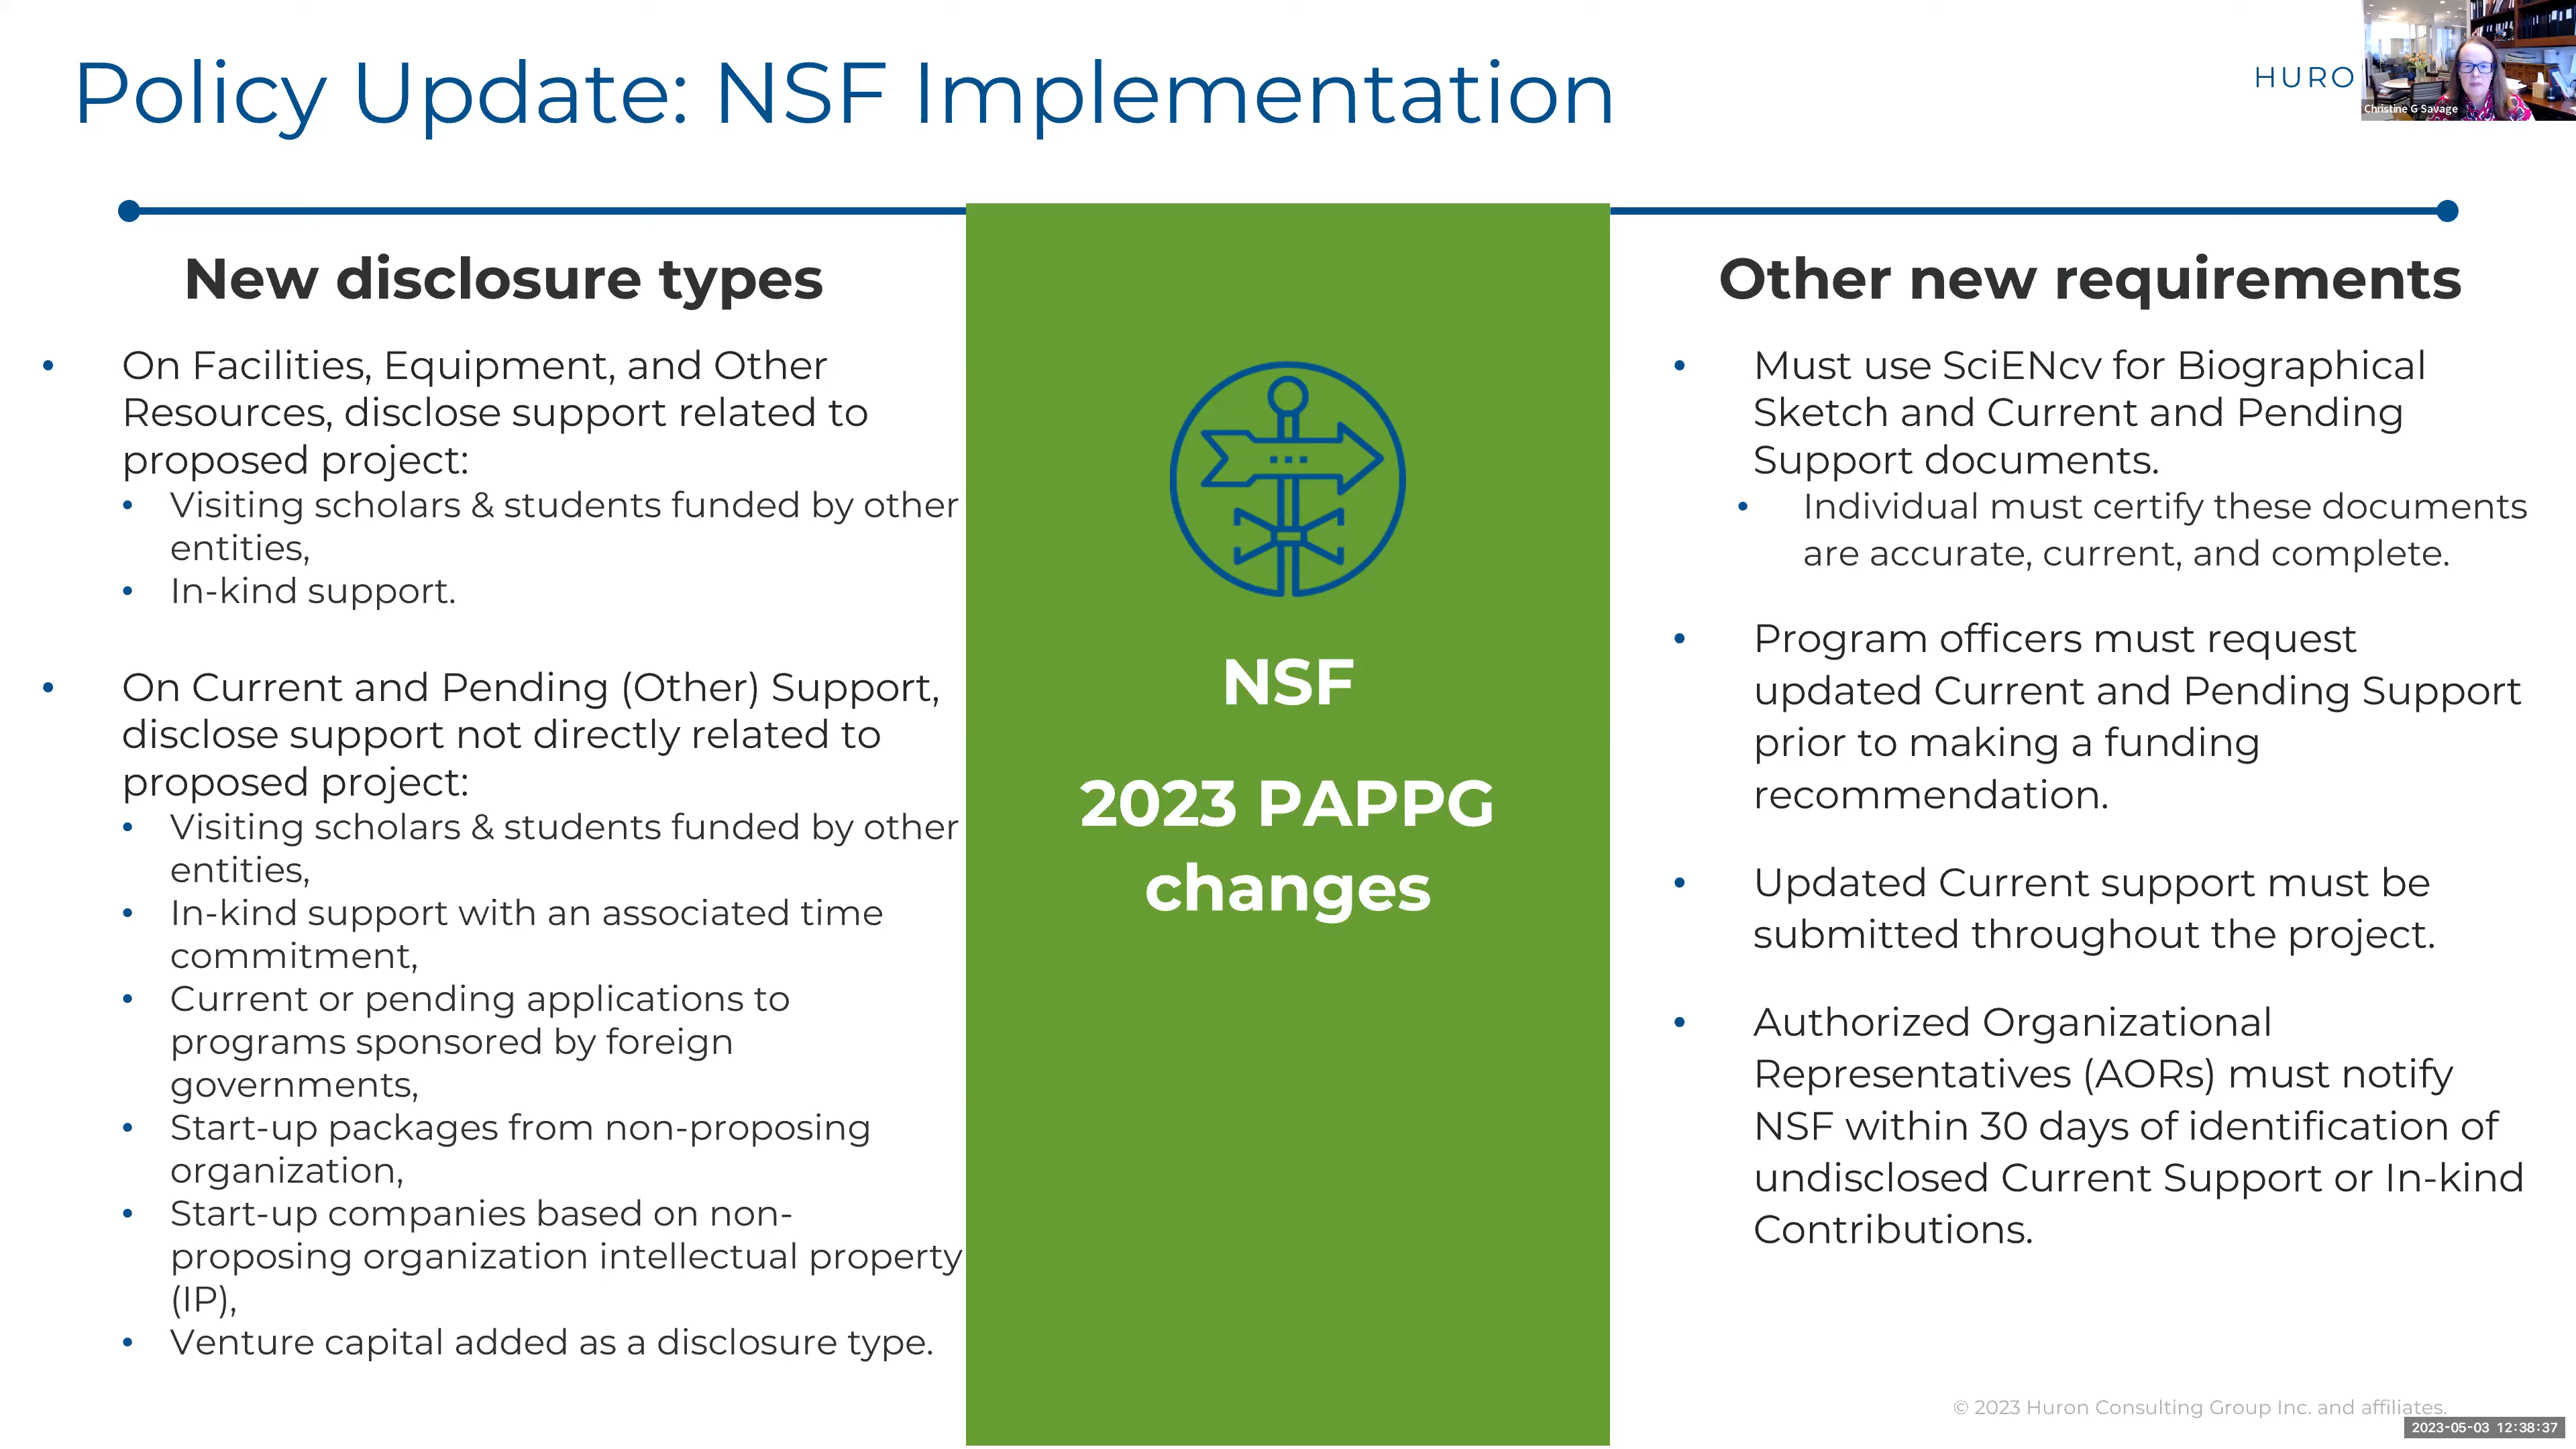 Policy Update: NSF Implementation
HURO
Christine G Savage
New disclosure types
• On Facilities, Equipment, and Other
Resources, disclose support related to
proposed project:
• Visiting scholars & students funded by other
entities,
• In-kind support.
• On Current and Pending (Other) Support,
disclose support not directly related to
proposed project:
• Visiting scholars & students funded by other
entities,
• In-kind support with an associated time
commitment,
• Current or pending applications to
programs sponsored by foreign
governments,
• Start-up packages from non-proposing
organization,
• Start-up companies based on non-
proposing organization intellectual property
(IP),
• Venture capital added as a disclosure type.
NSF
2023 PAPPG
changes
Other new requirements
• Must use SciENcv for Biographical
Sketch and Current and Pending
Support documents.
• Individual must certify these documents
are accurate, current, and complete.
• Program officers must request
updated Current and Pending Support
prior to making a funding
recommendation.
• Updated Current support must be
submitted throughout the project.
• Authorized Organizational
Representatives (AORs) must notify
NSF within 30 days of identification of
undisclosed Current Support or In-kind
Contributions.
© 2023 Huron Consulting Group Inc. and affiliates.
2023-05-03 12:38:37